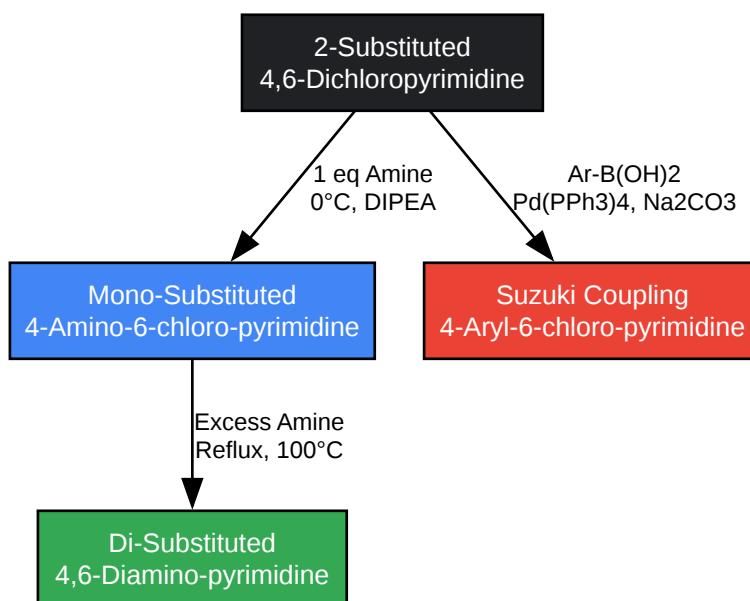 2-Substituted
4,6-Dichloropyrimidine
1 eq Amine
0°C, DIPEA
Ar-B(OH)2
Pd(PPh3)4, Na2CO3
Mono-Substituted
4-Amino-6-chloro-pyrimidine
Suzuki Coupling
4-Aryl-6-chloro-pyrimidine
Excess Amine
Reflux, 100°C
Di-Substituted
4,6-Diamino-pyrimidine